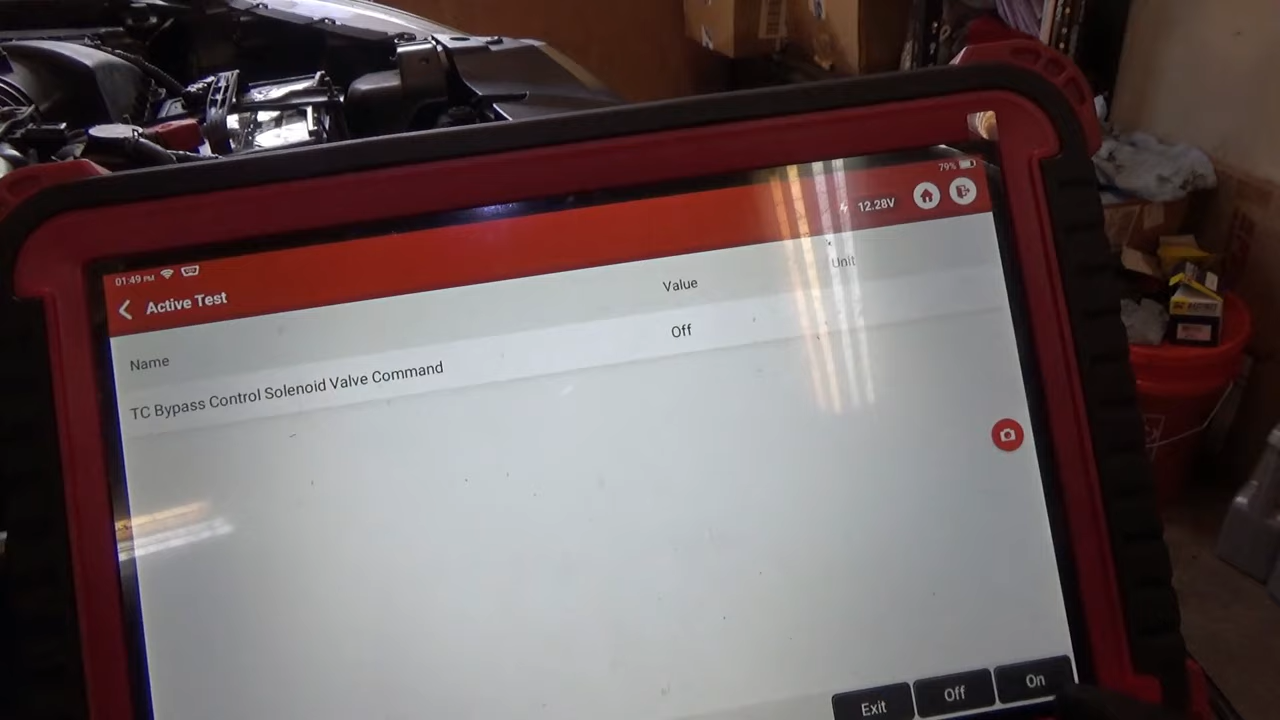 79%
12.28V
01:49 PM
Active Test
Name Value Unit
TC Bypass Control Solenoid Valve Command Off
Exit Off On